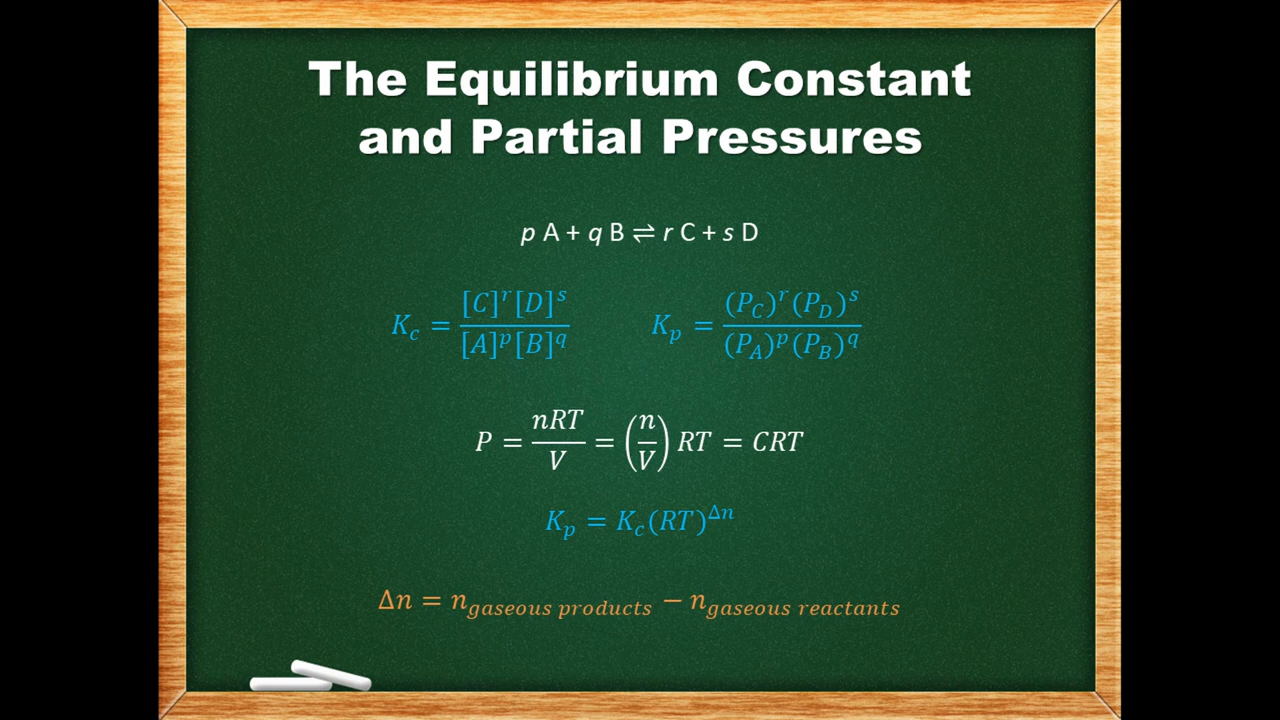 The Equilibrium Constant
and Partial Pressures
p A + q B ⇌ r C + s D
K_c = [C]^r[D]^s / [A]^p[B]^q    K_p = (P_C)^r(P_D)^s / (P_A)^p(P_B)^q
P = nRT / V = (n / V) RT = CRT
K_p = K_c(RT)^Δn
Δn = n_gaseous products − n_gaseous reactants